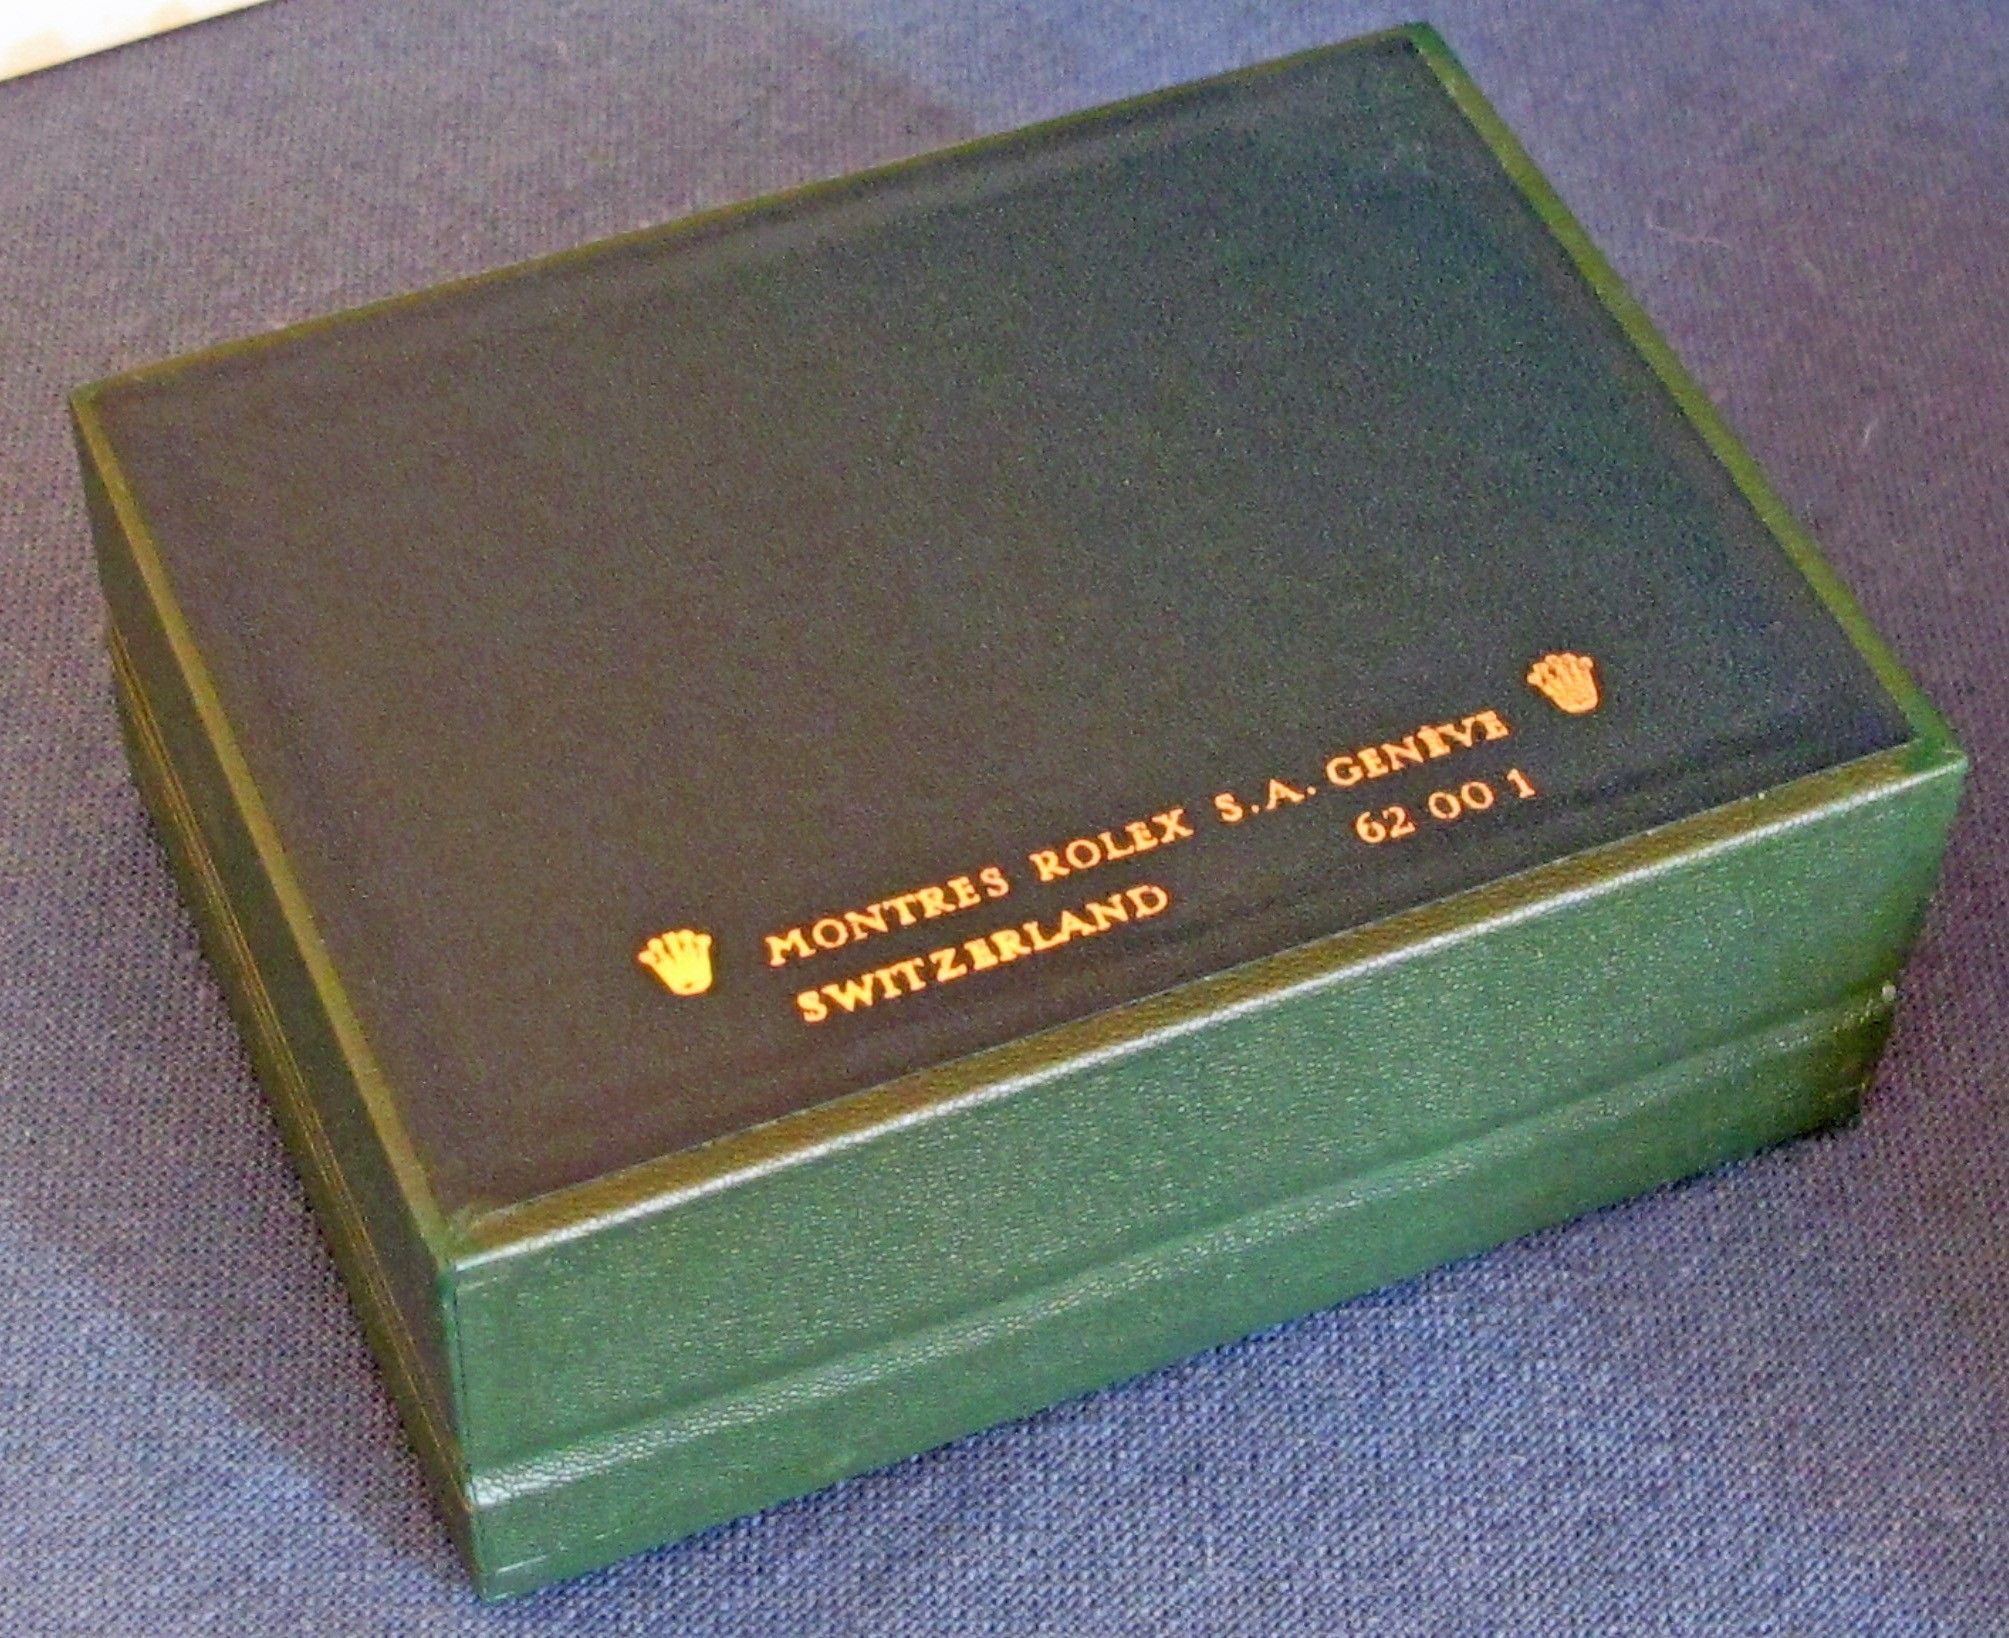 MONTRES ROLEX S.A. GENÈVE
SWITZERLAND 62 00 1